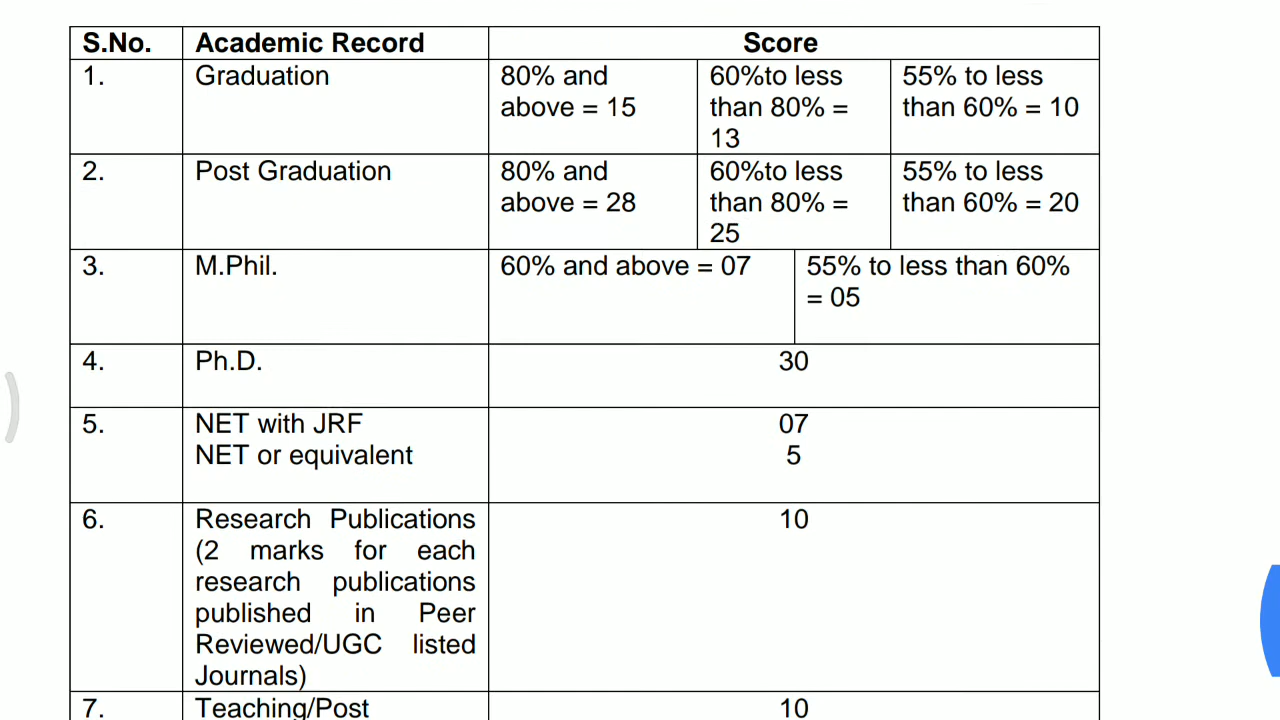 S.No. Academic Record Score
1. Graduation 80% and above = 15 60%to less than 80% = 13 55% to less than 60% = 10
2. Post Graduation 80% and above = 28 60%to less than 80% = 25 55% to less than 60% = 20
3. M.Phil. 60% and above = 07 55% to less than 60% = 05
4. Ph.D. 30
5. NET with JRF 07
NET or equivalent 5
6. Research Publications 10
(2 marks for each
research publications
published in Peer
Reviewed/UGC listed
Journals)
7. Teaching/Post 10